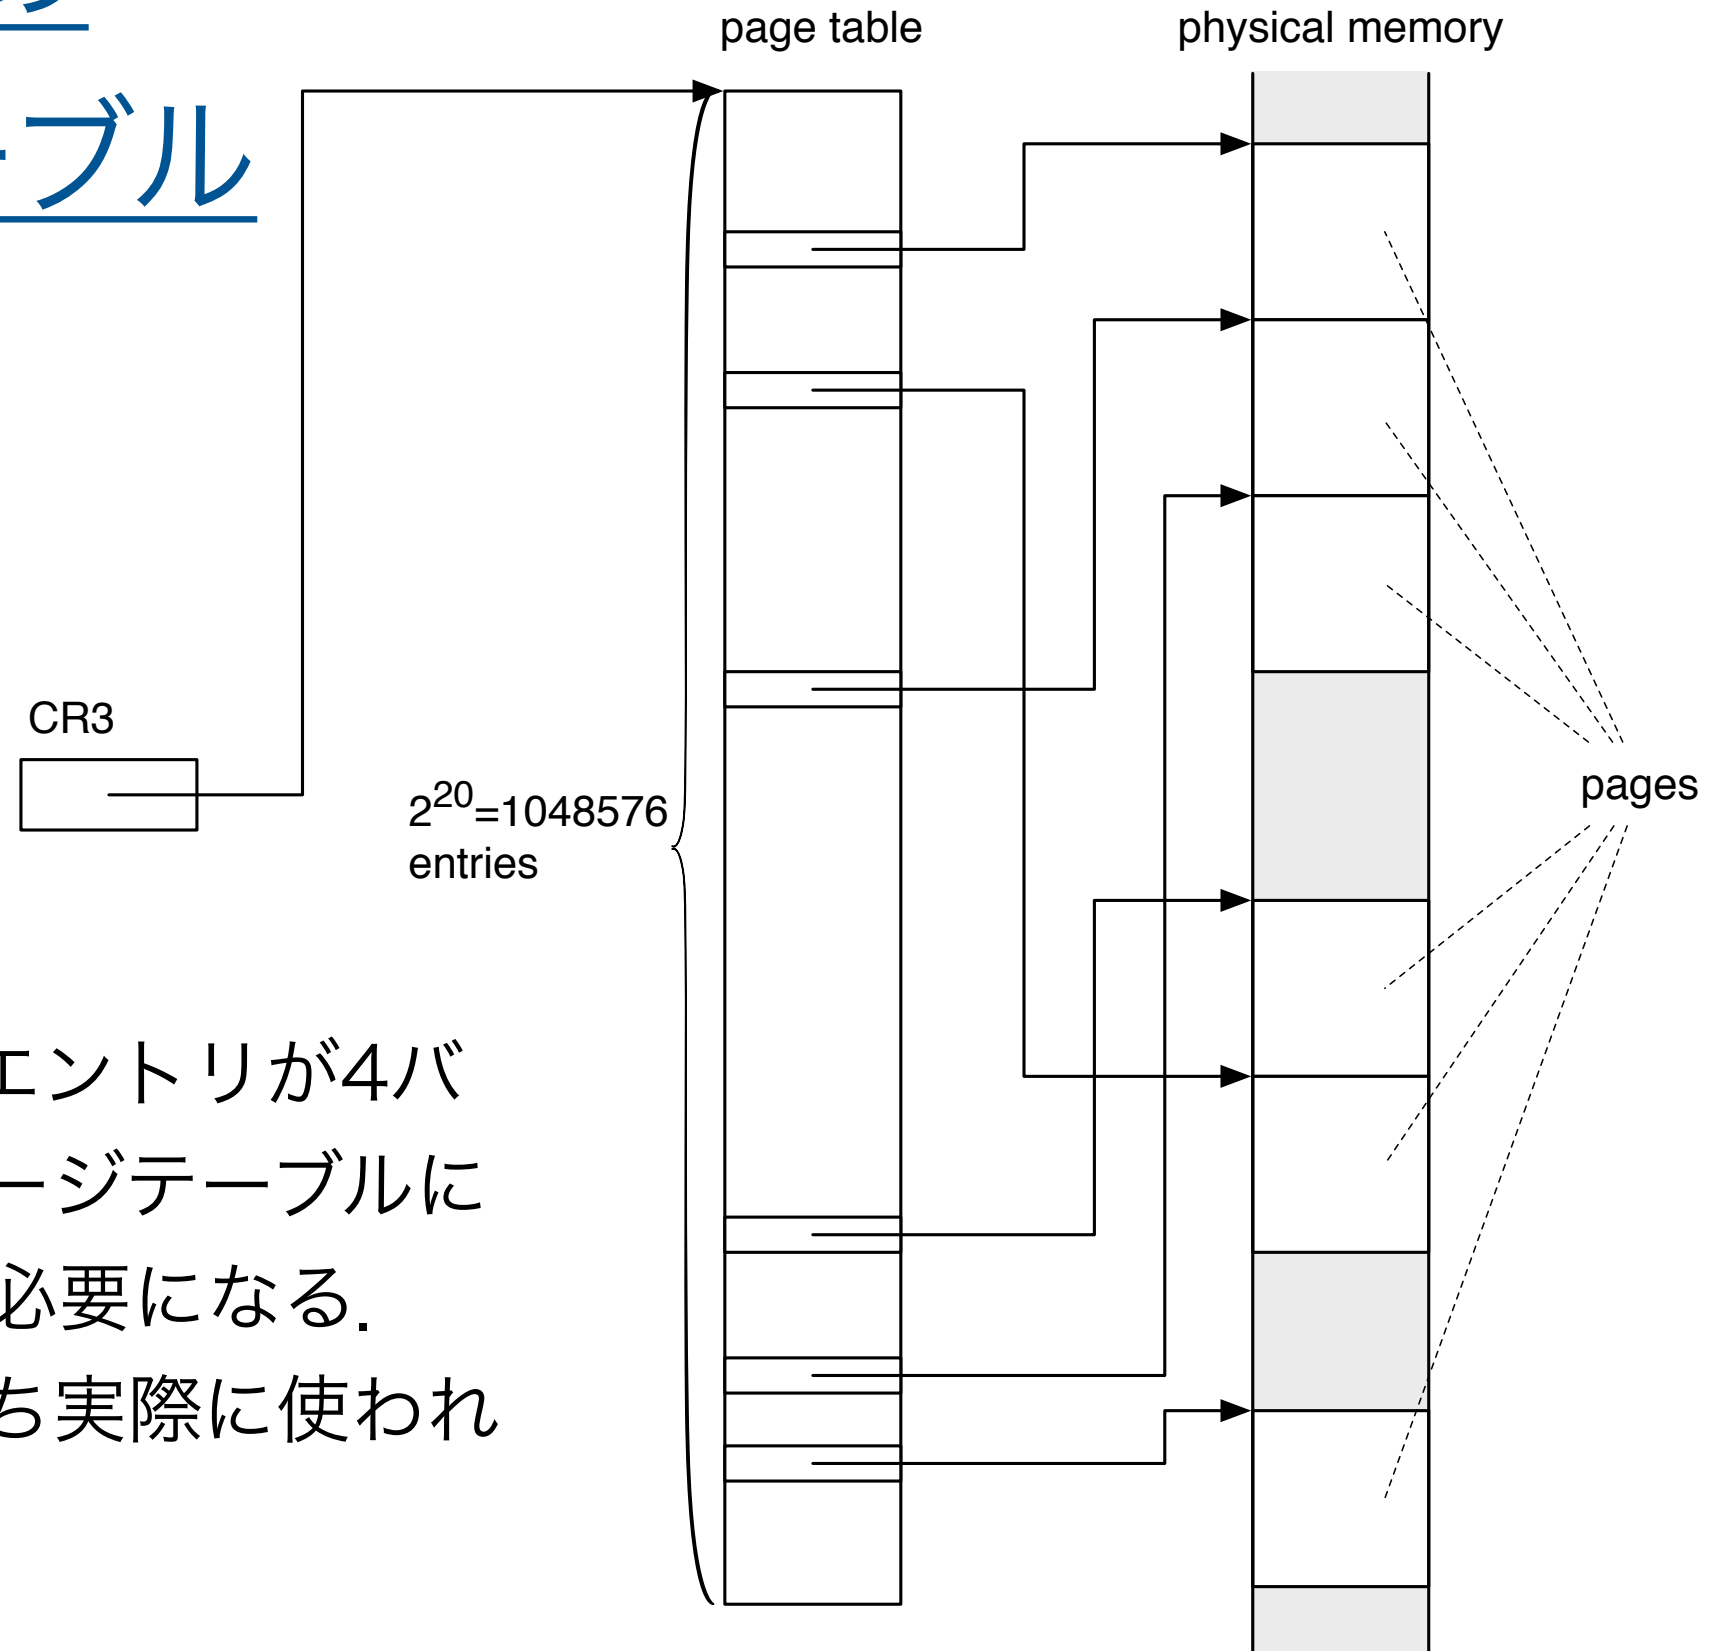 ーブル
page table
physical memory
CR3
2^20=1048576
entries
pages
エントリが4バ
ージテーブルに
必要になる.
ち実際に使われ